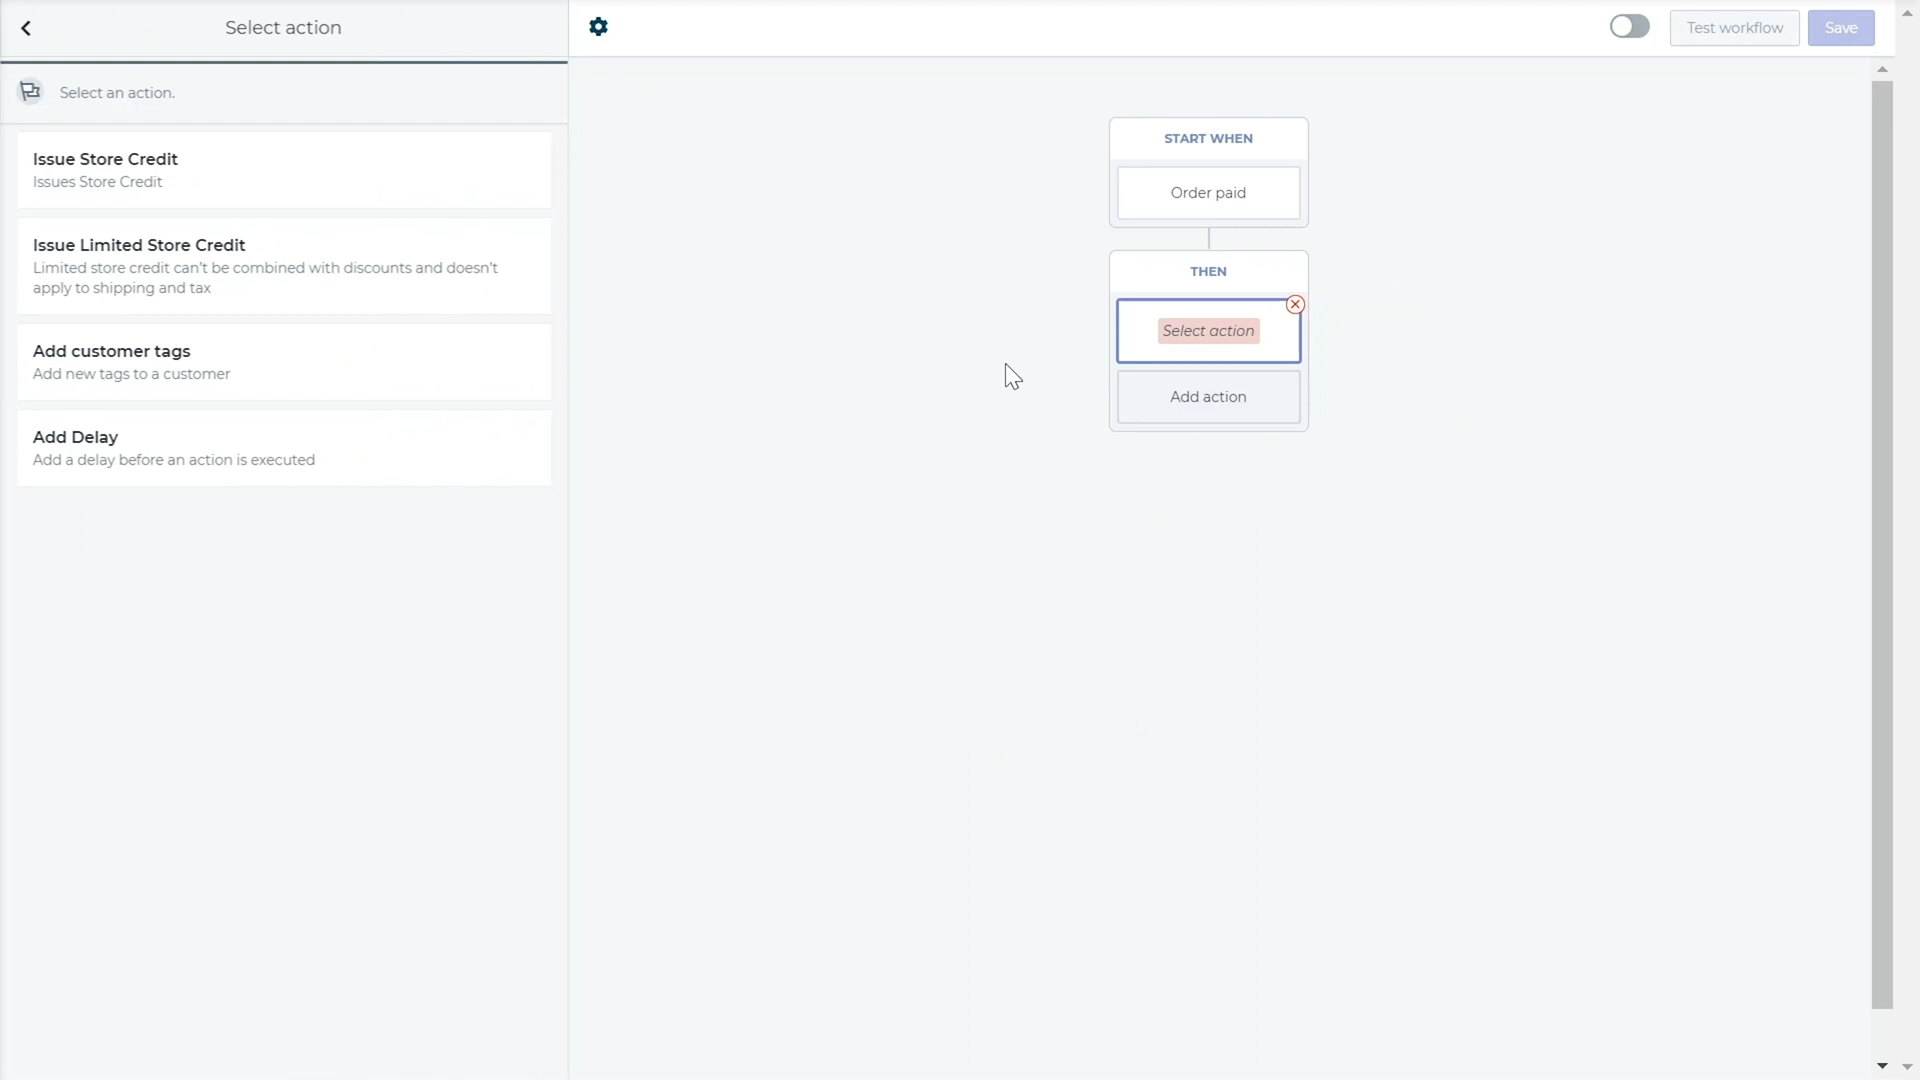 Select action
Test workflow
Save
Select an action.
Issue Store Credit
Issues Store Credit
Issue Limited Store Credit
Limited store credit can't be combined with discounts and doesn't
apply to shipping and tax
Add customer tags
Add new tags to a customer
Add Delay
Add a delay before an action is executed
START WHEN
Order paid
THEN
Select action
Add action